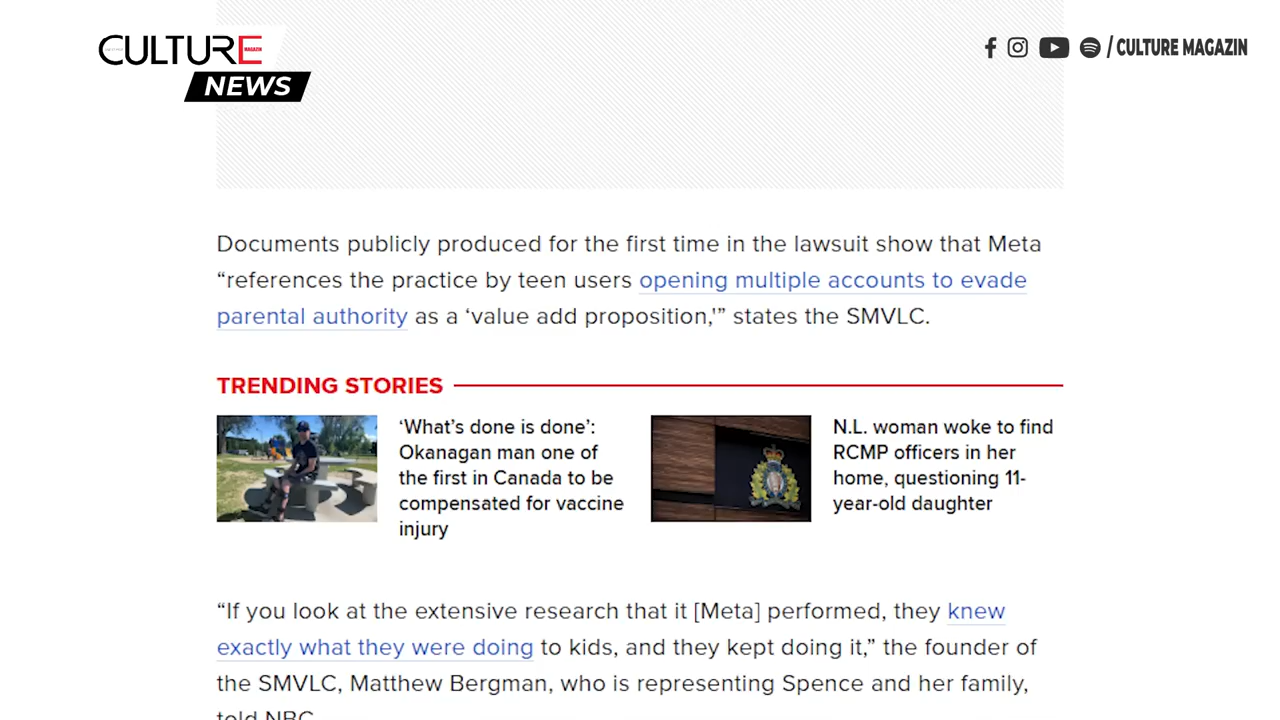 CULTURE
MAGAZIN
NEWS
/ CULTURE MAGAZIN
Documents publicly produced for the first time in the lawsuit show that Meta
“references the practice by teen users opening multiple accounts to evade
parental authority as a ‘value add proposition,'” states the SMVLC.
TRENDING STORIES
‘What’s done is done’:
Okanagan man one of
the first in Canada to be
compensated for vaccine
injury
N.L. woman woke to find
RCMP officers in her
home, questioning 11-
year-old daughter
“If you look at the extensive research that it [Meta] performed, they knew
exactly what they were doing to kids, and they kept doing it,” the founder of
the SMVLC, Matthew Bergman, who is representing Spence and her family,
told NBC